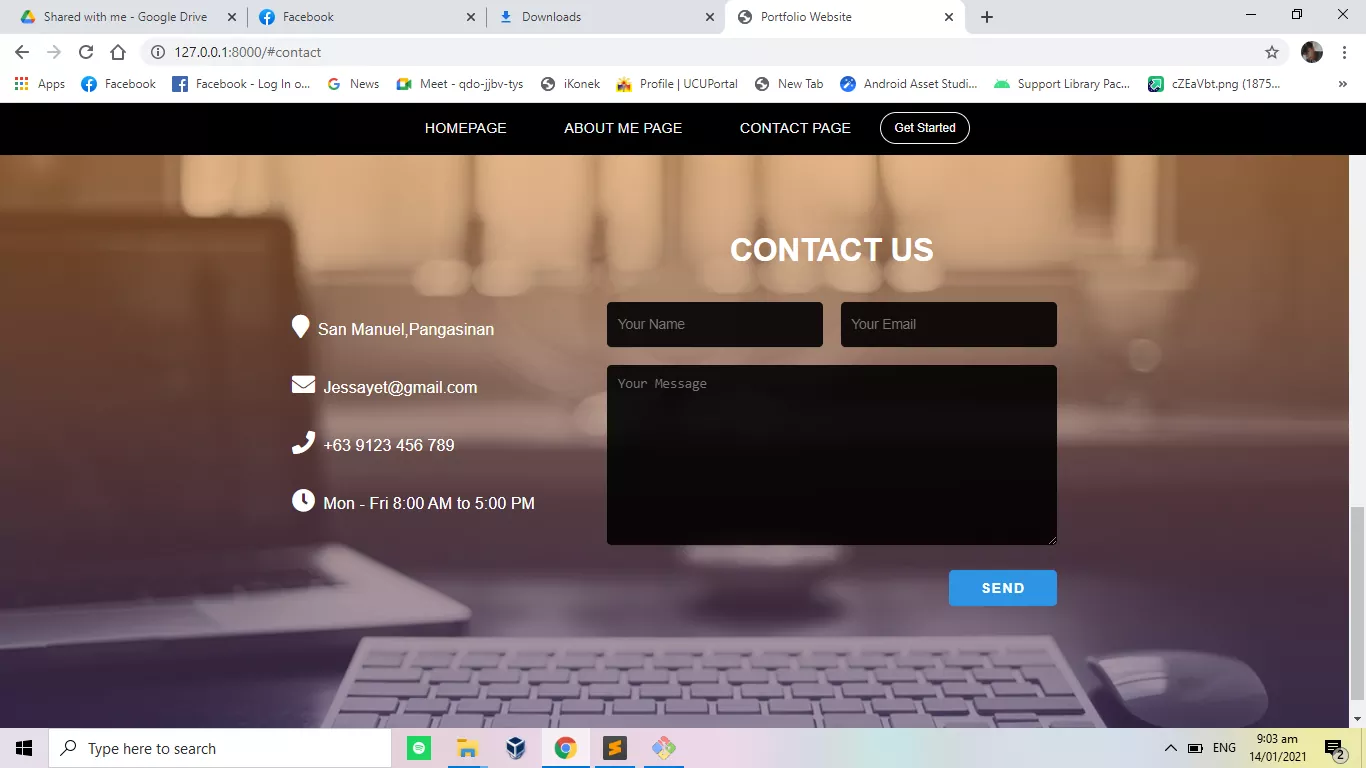 Shared with me - Google Drive
Facebook
Downloads
Portfolio Website
127.0.0.1:8000/#contact
Apps
Facebook
Facebook - Log In o...
News
Meet - qdo-jjbv-tys
iKonek
Profile | UCUPortal
New Tab
Android Asset Studi...
Support Library Pac...
cZEaVbt.png (1875...
»
HOMEPAGE
ABOUT ME PAGE
CONTACT PAGE
Get Started
CONTACT US
San Manuel,Pangasinan
Jessayet@gmail.com
+63 9123 456 789
Mon - Fri 8:00 AM to 5:00 PM
Your Name
Your Email
Your Message
SEND
Type here to search
ENG
9:03 am
14/01/2021
2